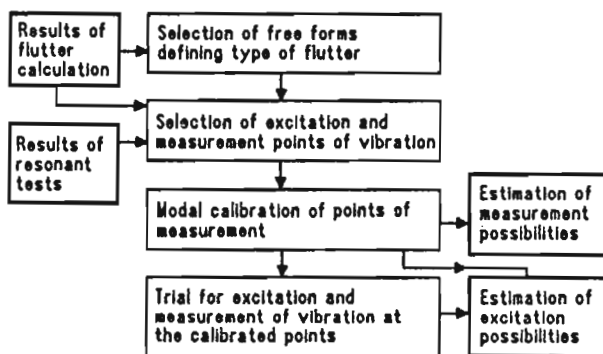 Results of
flutter
calculation
Selection of free forms
defining type of flutter
Selection of excitation and
measurement points of vibration
Results of
resonant
tests
Modal calibration of points of
measurement
Estimation of
measurement
possibilities
Trial for excitation and
measurement of vibration at
the calibrated points
Estimation of
excitation
possibilities